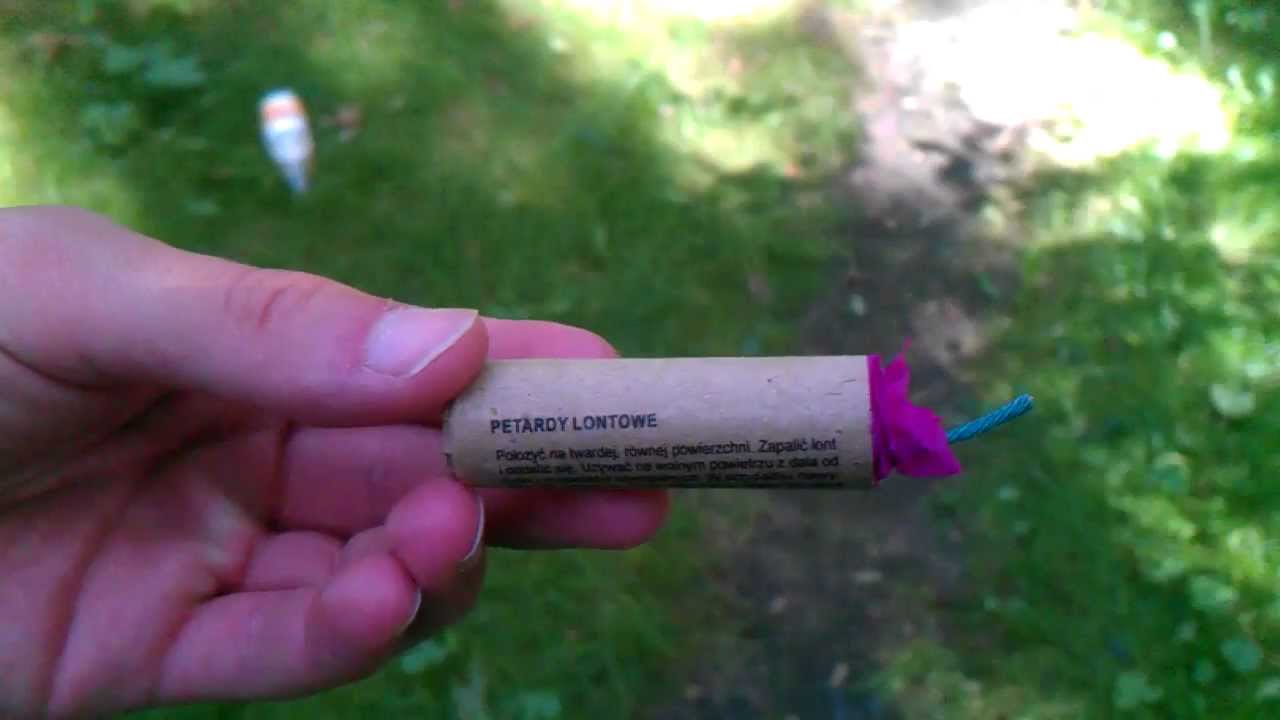 PETARDY LONTOWE
Położyć na twardej, równej powierzchni. Zapalić lont
i oddalić się. Używać na wolnym powietrzu z dala od